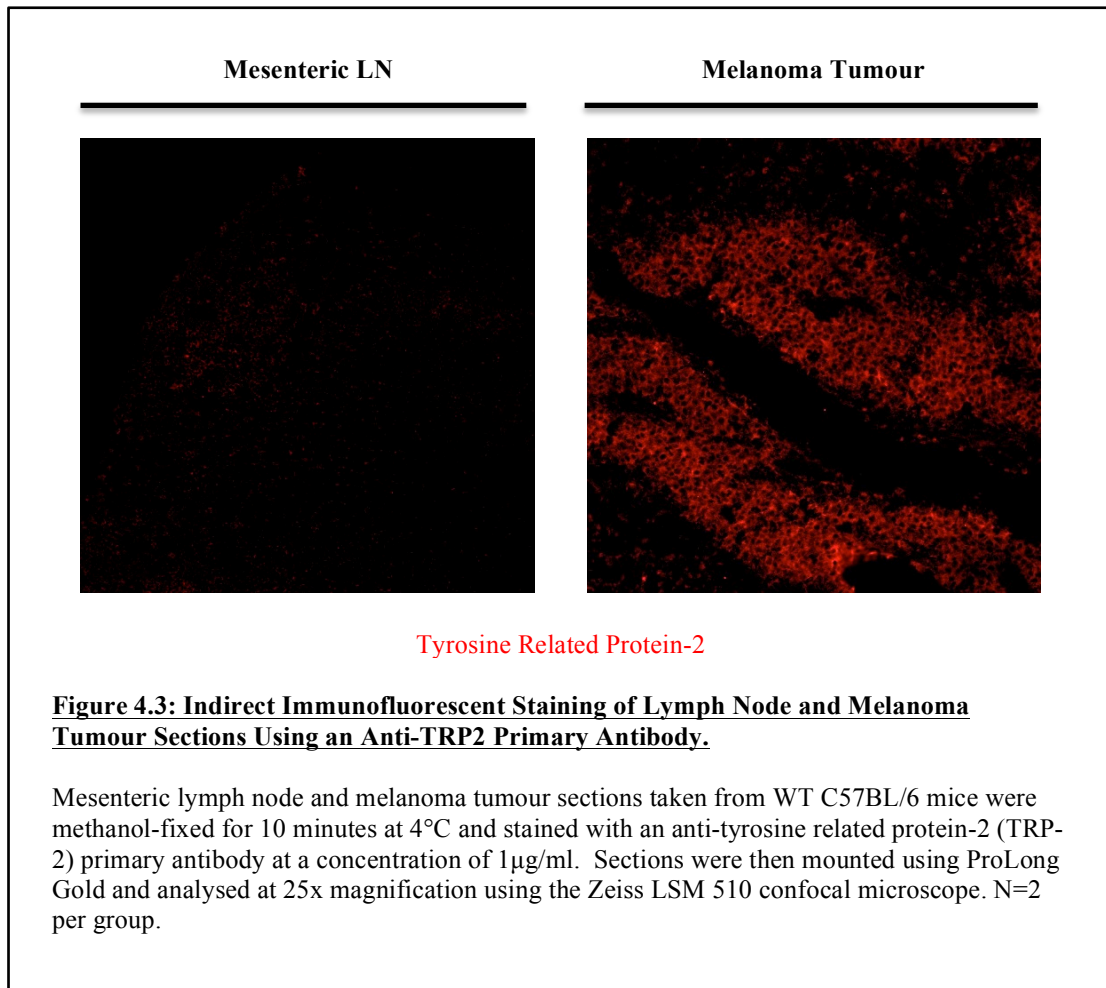 Mesenteric LN
Melanoma Tumour
Tyrosine Related Protein-2
Figure 4.3: Indirect Immunofluorescent Staining of Lymph Node and Melanoma
Tumour Sections Using an Anti-TRP2 Primary Antibody.
Mesenteric lymph node and melanoma tumour sections taken from WT C57BL/6 mice were
methanol-fixed for 10 minutes at 4°C and stained with an anti-tyrosine related protein-2 (TRP-
2) primary antibody at a concentration of 1µg/ml.  Sections were then mounted using ProLong
Gold and analysed at 25x magnification using the Zeiss LSM 510 confocal microscope. N=2
per group.